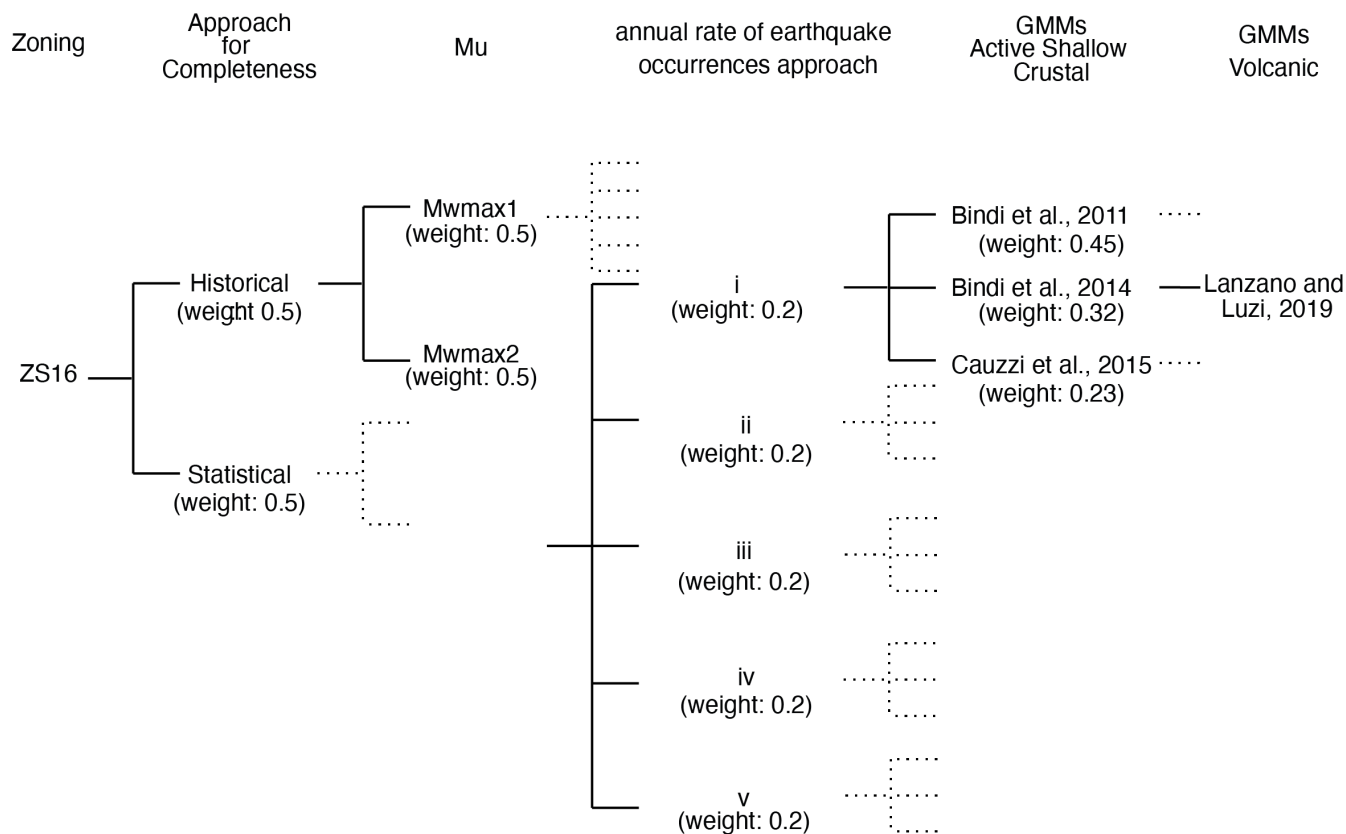 Zoning
Approach
for
Completeness
Mu
annual rate of earthquake
occurrences approach
GMMs
Active Shallow
Crustal
GMMs
Volcanic
ZS16
Historical
(weight 0.5)
Statistical
(weight: 0.5)
Mwmax1
(weight: 0.5)
Mwmax2
(weight: 0.5)
i
(weight: 0.2)
ii
(weight: 0.2)
iii
(weight: 0.2)
iv
(weight: 0.2)
v
(weight: 0.2)
Bindi et al., 2011
(weight: 0.45)
Bindi et al., 2014
(weight: 0.32)
Cauzzi et al., 2015
(weight: 0.23)
Lanzano and
Luzi, 2019